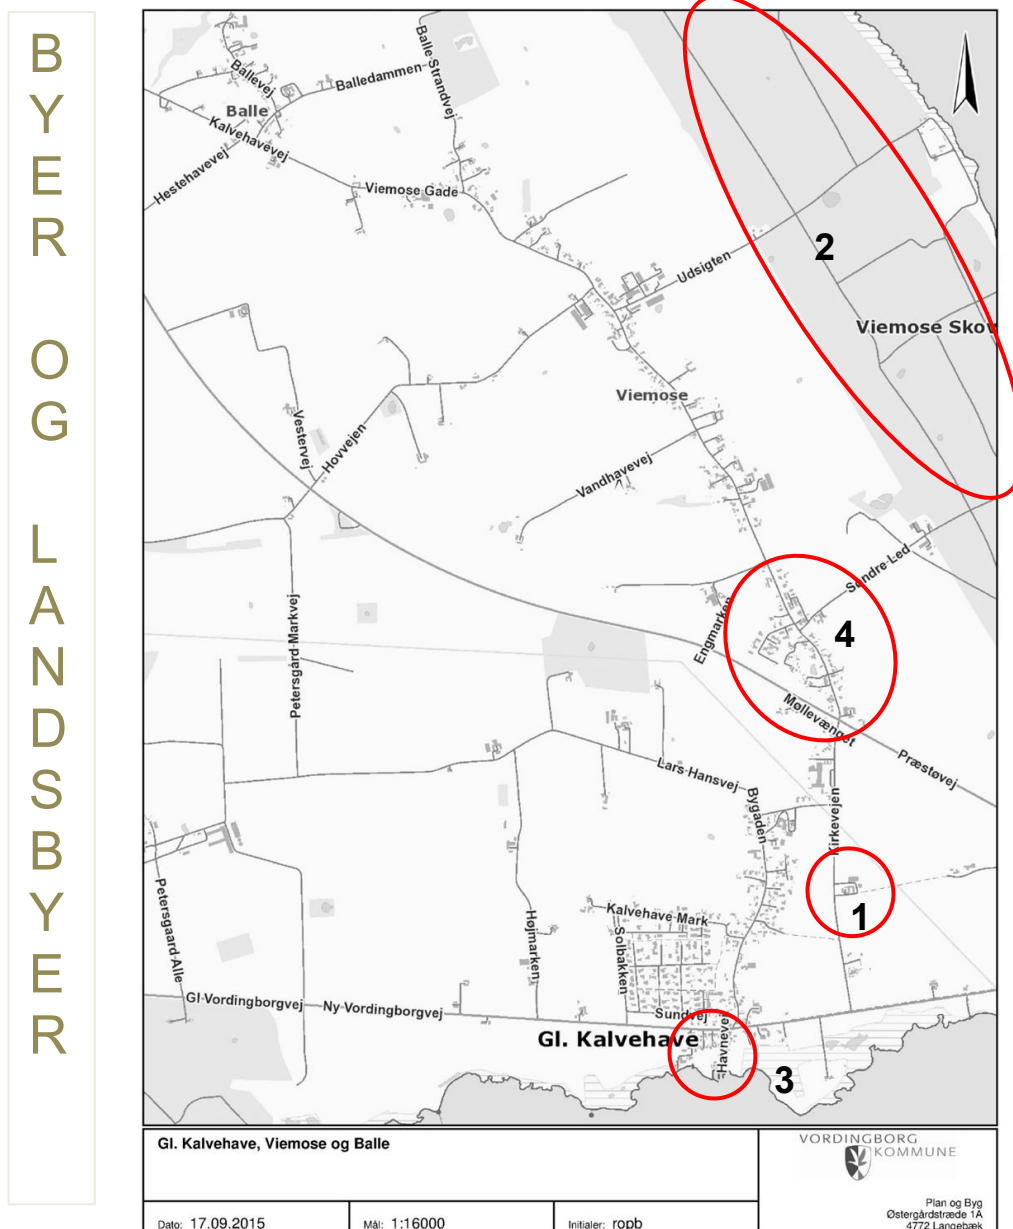 BYER OG LANDSBYER
Balle Strandvej
Ballevej
Balledammen
Balle
Kalvehavevej
Hestehavevej
Viemose Gade
2
Udsigten
Viemose Skov
Viemose
Vestervej
Hovvejen
Vandhavevej
Søndre Led
Engmarken
4
Petersgård Markvej
Møllevænget
Præstøvej
Lars Hansvej
Bygaden
Kirkevejen
1
Petersgaard Alle
Kalvehave Mark
Højmarken
Solbakken
Gl Vordingborgvej
Ny Vordingborgvej
Sundvej
Gl. Kalvehave
Havnevej
3
Gl. Kalvehave, Viemose og Balle
VORDINGBORG
KOMMUNE
Plan og Byg
Østergårdstræde 1A
4772 Langebæk
Dato: 17.09.2015
Mål: 1:16000
Initialer: ropb